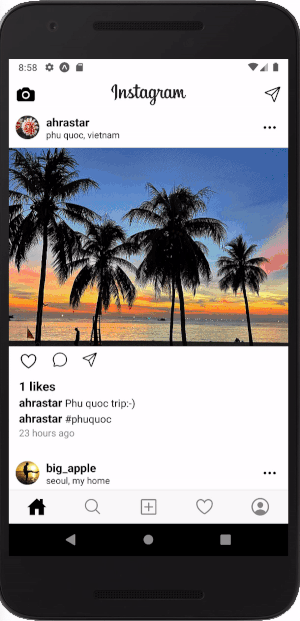 8:58
Instagram
ahrastar
phu quoc, vietnam
1 likes
ahrastar Phu quoc trip:-)
ahrastar #phuquoc
23 hours ago
big_apple
seoul, my home